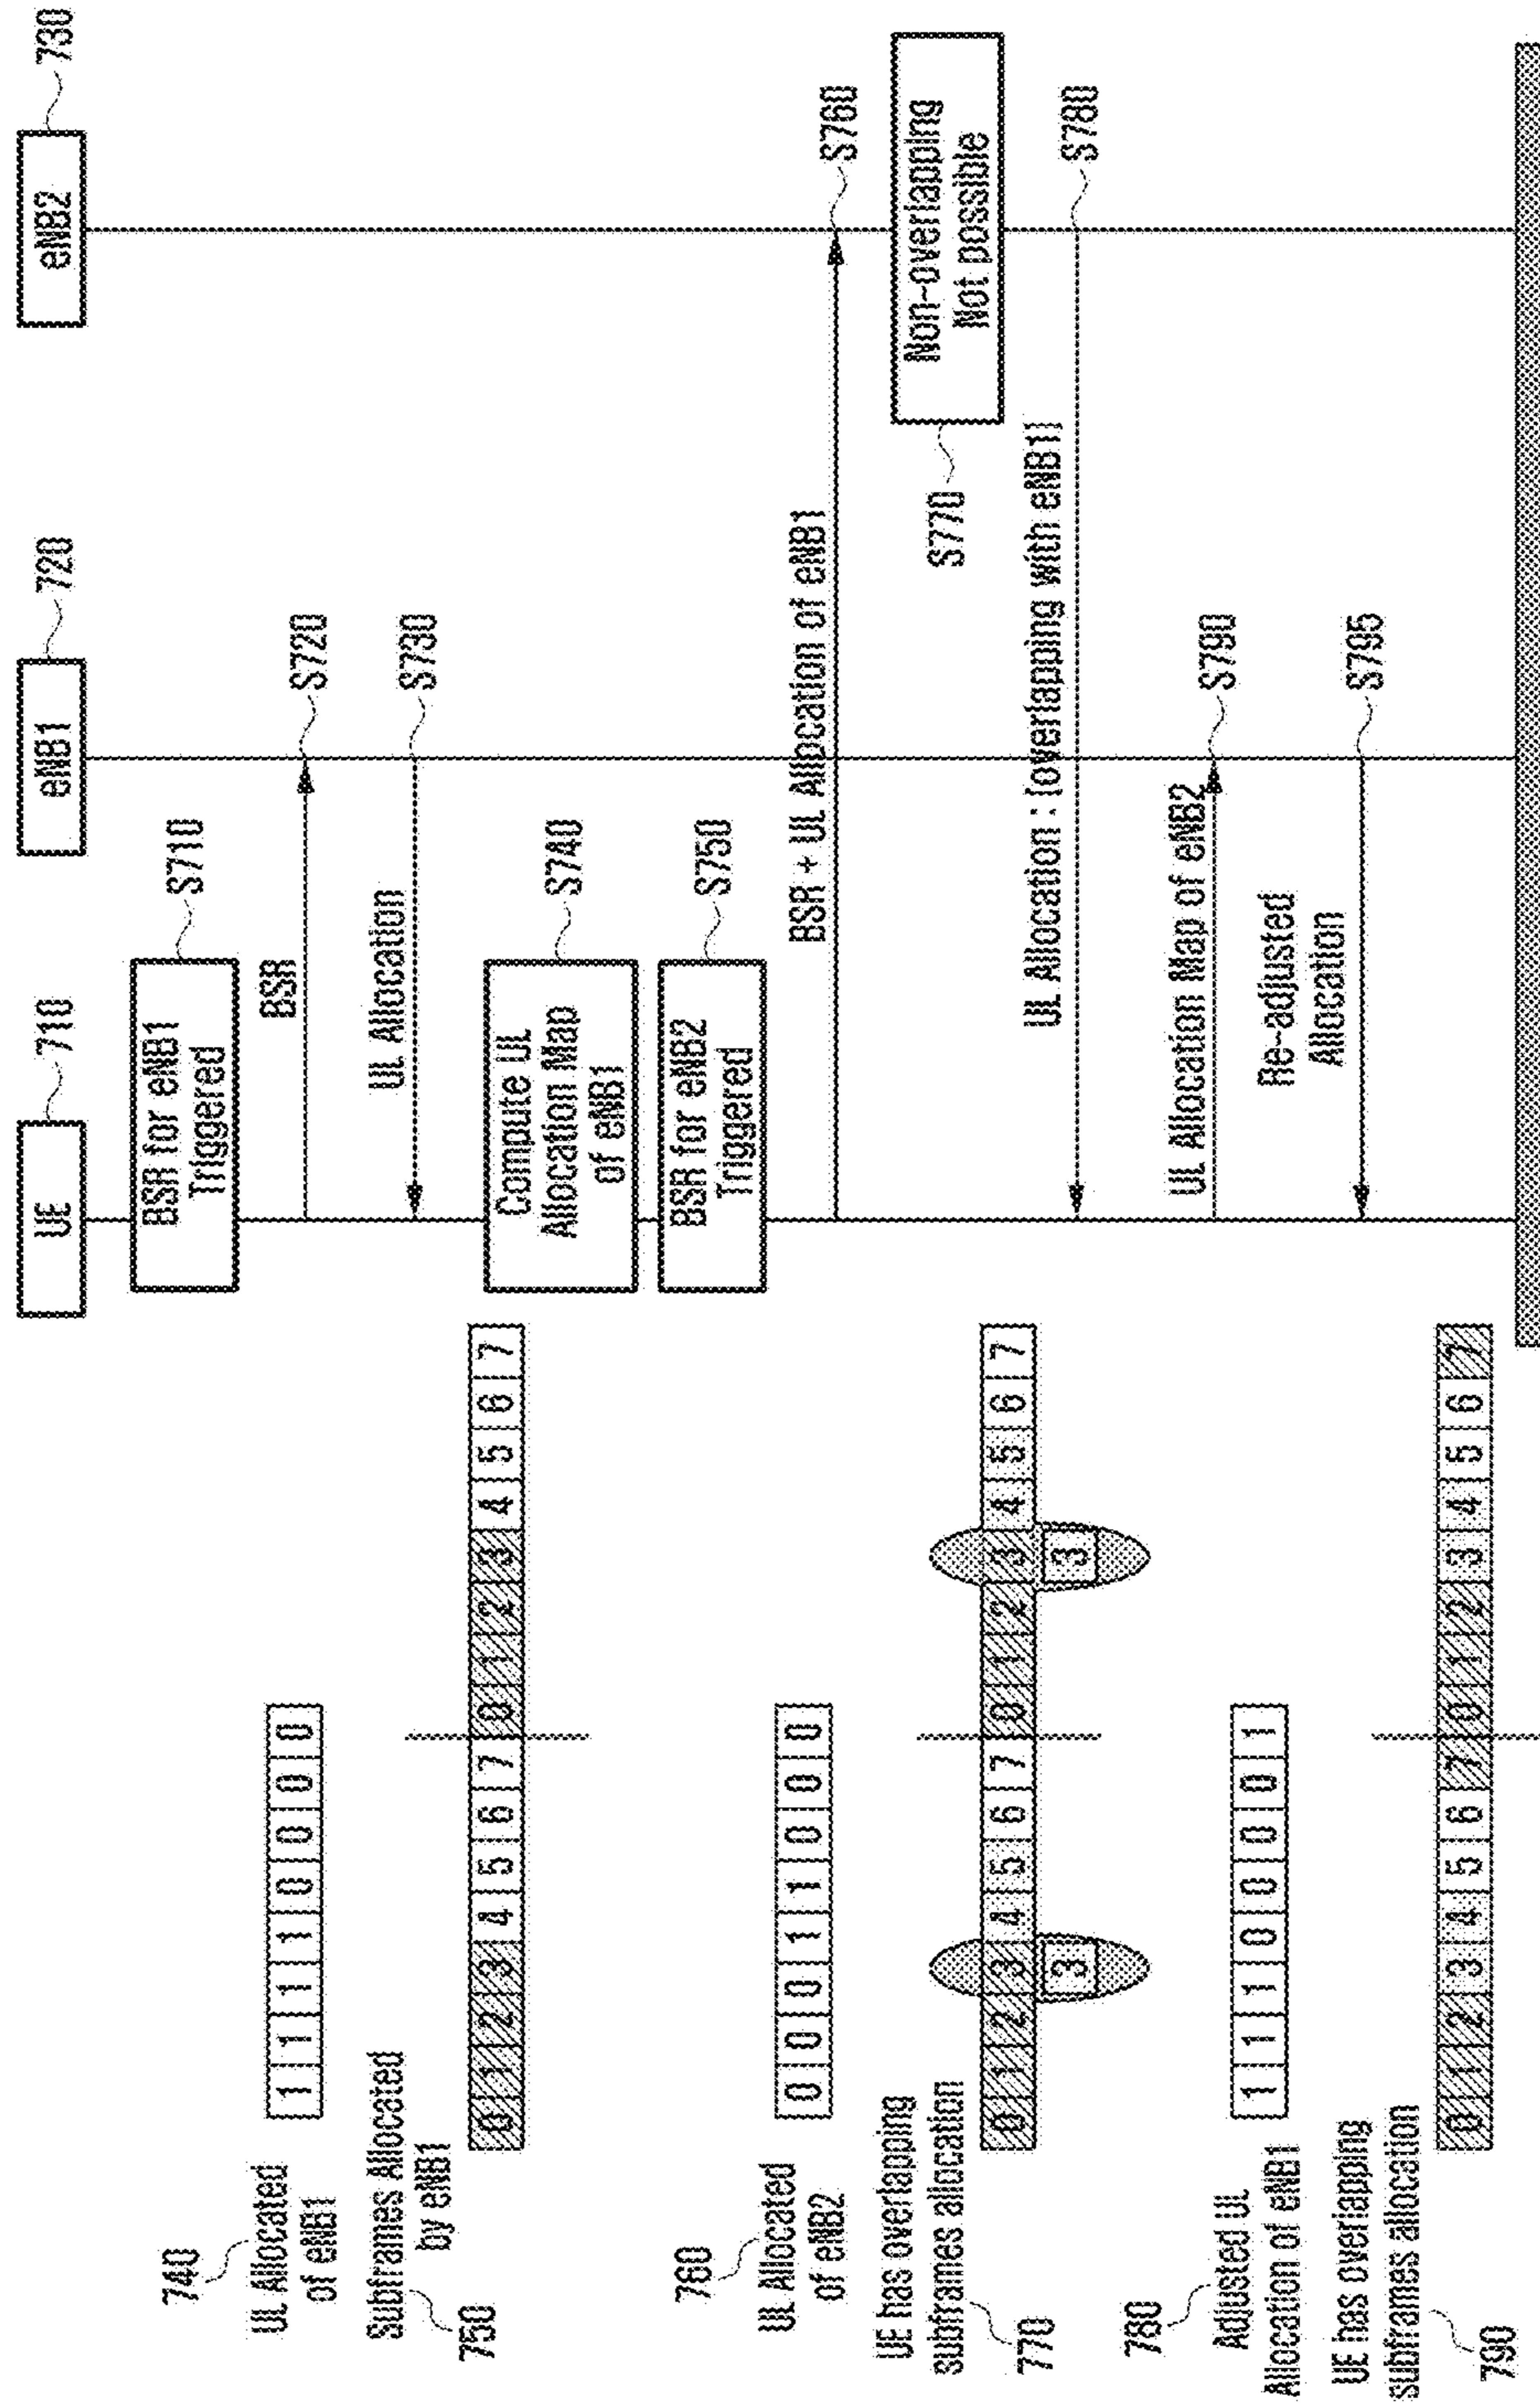 UE 710
eNB1 720
eNB2 730
BSR for eNB1
Triggered
S710
BSR
S720
UL Allocation
S730
Compute UL
Allocation Map
of eNB1
S740
BSR for eNB2
Triggered
S750
BSR + UL Allocation of eNB1
S760
Non-overlapping
Not possible
S770
UL Allocation : [overlapping with eNB1]
S780
UL Allocation Map of eNB2
S790
Re-adjusted
Allocation
S795
740
UL Allocated
of eNB1
1 1 1 1 0 0 0 0
Subframes Allocated
by eNB1
750
0 1 2 3 4 5 6 7 0 1 2 3 4 5 6 7
760
UL Allocated
of eNB2
0 0 0 1 1 0 0 0
UE has overlapping
subframes allocation
770
0 1 2 3 4 5 6 7 0 1 2 3 4 5 6 7
3 3
780
Adjusted UL
Allocation of eNB1
1 1 1 0 0 0 0 1
UE has overlapping
subframes allocation
790
0 1 2 3 4 5 6 7 0 1 2 3 4 5 6 7